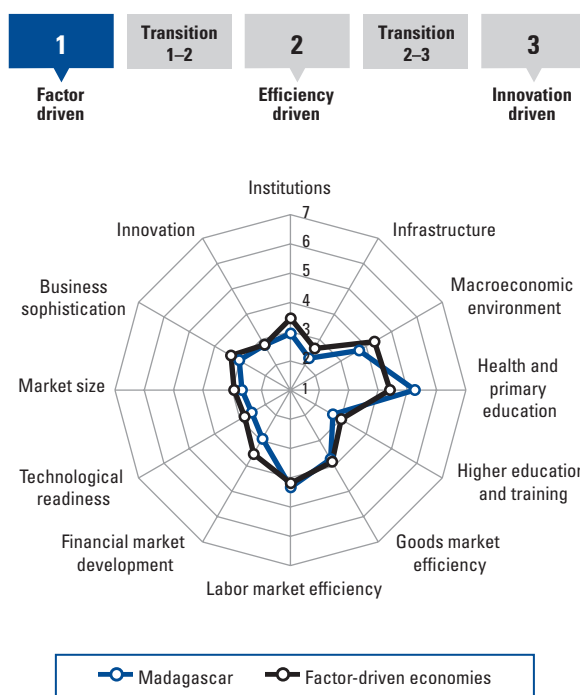 1
Transition
1–2
2
Transition
2–3
3
Factor
driven
Efficiency
driven
Innovation
driven
Institutions
Innovation
Infrastructure
Business
sophistication
Macroeconomic
environment
Market size
Health and
primary
education
Technological
readiness
Higher education
and training
Financial market
development
Goods market
efficiency
Labor market efficiency
7
6
5
4
3
2
1
Madagascar
Factor-driven economies